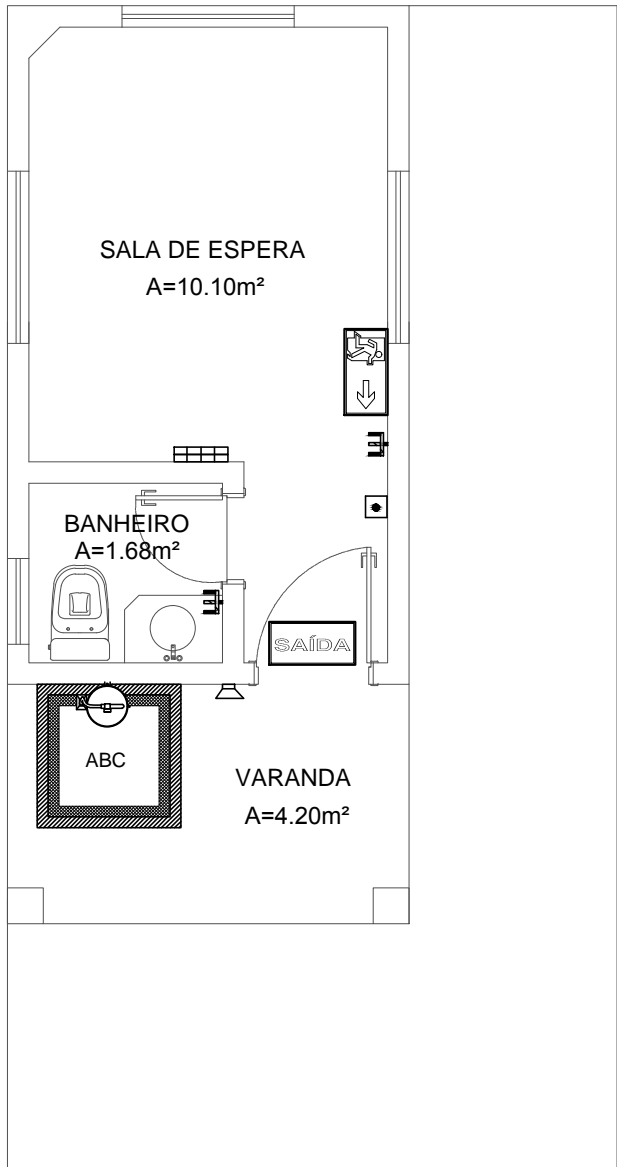 SALA DE ESPERA
A=10.10m²
BANHEIRO
A=1.68m²
SAÍDA
ABC
VARANDA
A=4.20m²